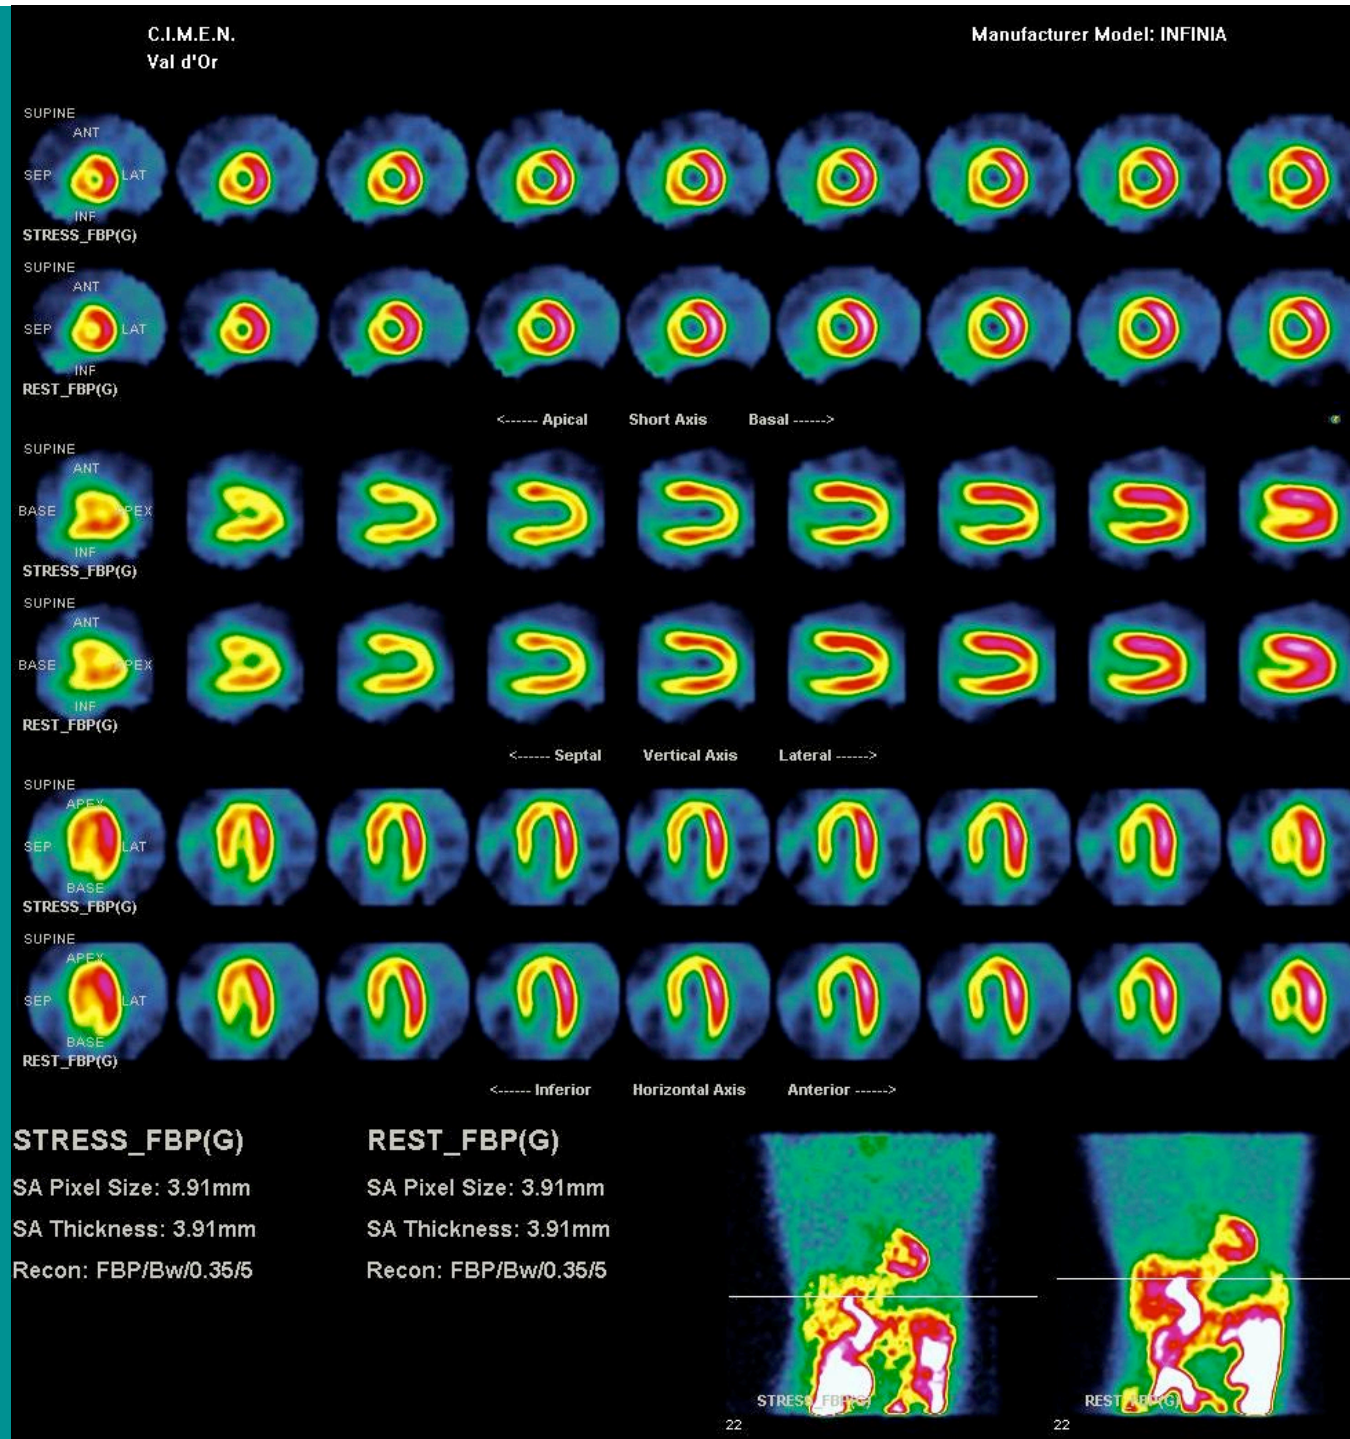 C.I.M.E.N.
Manufacturer Model: INFINIA
Val d'Or
SUPINE
ANT
SEP LAT
INF
STRESS_FBP(G)
SUPINE
ANT
SEP LAT
INF
REST_FBP(G)
<------ Apical Short Axis Basal ------>
SUPINE
ANT
BASE APEX
INF
STRESS_FBP(G)
SUPINE
ANT
BASE APEX
INF
REST_FBP(G)
<------ Septal Vertical Axis Lateral ------>
SUPINE
APEX
SEP LAT
BASE
STRESS_FBP(G)
SUPINE
APEX
SEP LAT
BASE
REST_FBP(G)
<------ Inferior Horizontal Axis Anterior ------>
STRESS_FBP(G)
SA Pixel Size: 3.91mm
SA Thickness: 3.91mm
Recon: FBP/Bw/0.35/5
REST_FBP(G)
SA Pixel Size: 3.91mm
SA Thickness: 3.91mm
Recon: FBP/Bw/0.35/5
STRESS_FBP(G)
22
REST_FBP(G)
22